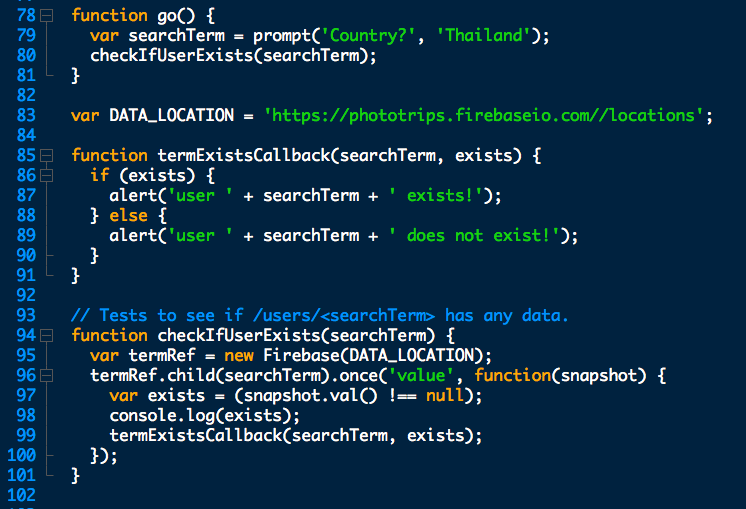 78 function go() {
79 var searchTerm = prompt('Country?', 'Thailand');
80 checkIfUserExists(searchTerm);
81 }
82
83 var DATA_LOCATION = 'https://phototrips.firebaseio.com//locations';
84
85 function termExistsCallback(searchTerm, exists) {
86 if (exists) {
87 alert('user ' + searchTerm + ' exists!');
88 } else {
89 alert('user ' + searchTerm + ' does not exist!');
90 }
91 }
92
93 // Tests to see if /users/<searchTerm> has any data.
94 function checkIfUserExists(searchTerm) {
95 var termRef = new Firebase(DATA_LOCATION);
96 termRef.child(searchTerm).once('value', function(snapshot) {
97 var exists = (snapshot.val() !== null);
98 console.log(exists);
99 termExistsCallback(searchTerm, exists);
100 });
101 }
102